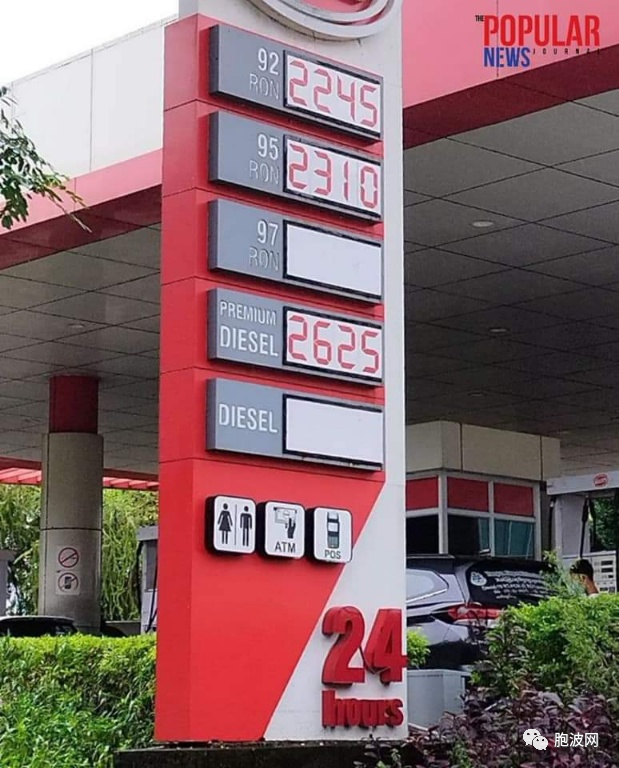 THE
POPULAR
NEWS JOURNAL
92
RON
2245
95
RON
2310
97
RON
PREMIUM
DIESEL
2625
DIESEL
ATM
POS
24
hours
胞波网